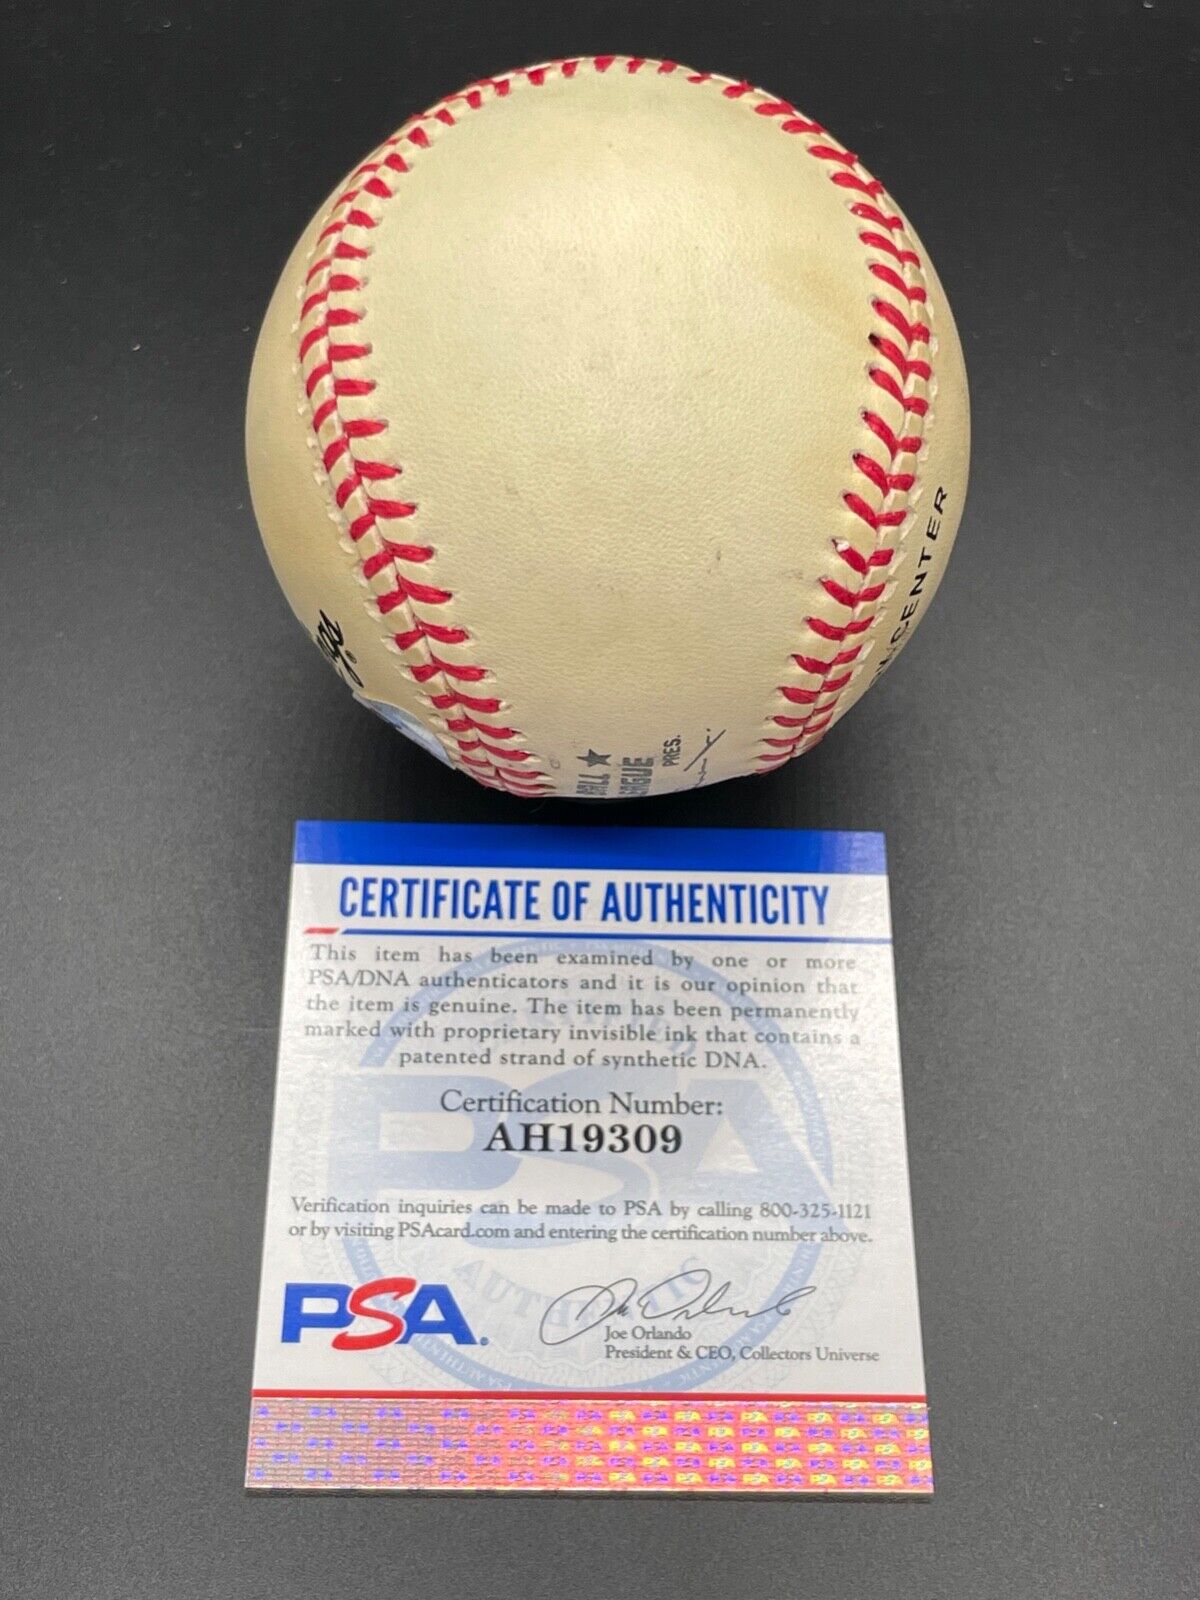 CENTER
BALL
LEAGUE
PRES.
CERTIFICATE OF AUTHENTICITY
This item has been examined by one or more
PSA/DNA authenticators and it is our opinion that
the item is genuine. The item has been permanently
marked with proprietary invisible ink that contains a
patented strand of synthetic DNA.
Certification Number:
AH19309
Verification inquiries can be made to PSA by calling 800-325-1121
or by visiting PSAcard.com and entering the certification number above.
PSA.
Joe Orlando
President & CEO, Collectors Universe